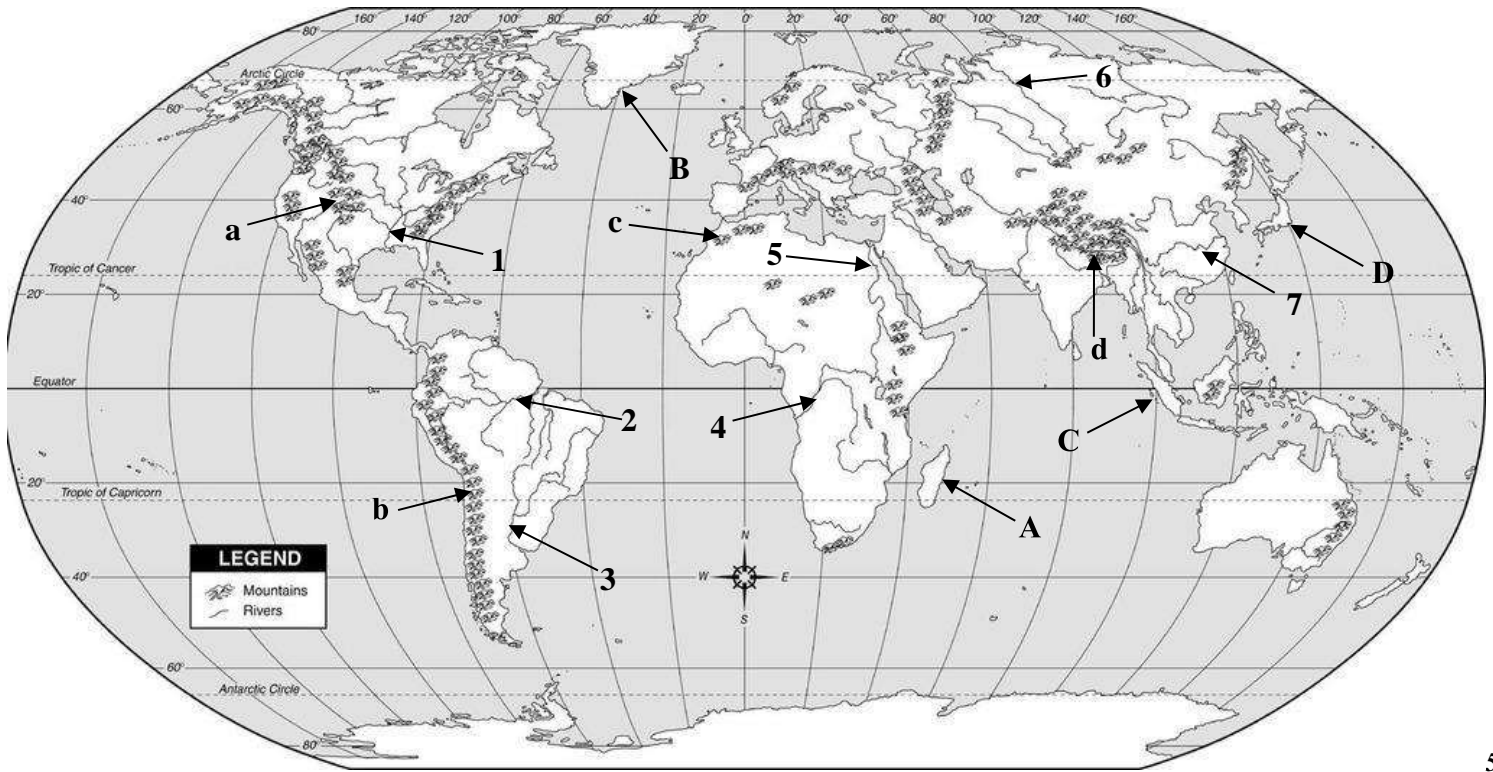 160 140 120 100 80 60 40 20 0° 20 40 60 80 100 120 140 160
80°
Arctic Circle
6
60°
B
40°
a
c
1
5
D
Tropic of Cancer
7
20°
d
Equator
2
4
C
20°
Tropic of Capricorn
b
A
N
LEGEND
3
40°
W E
Mountains
Rivers
S
60°
Antarctic Circle
80°
5